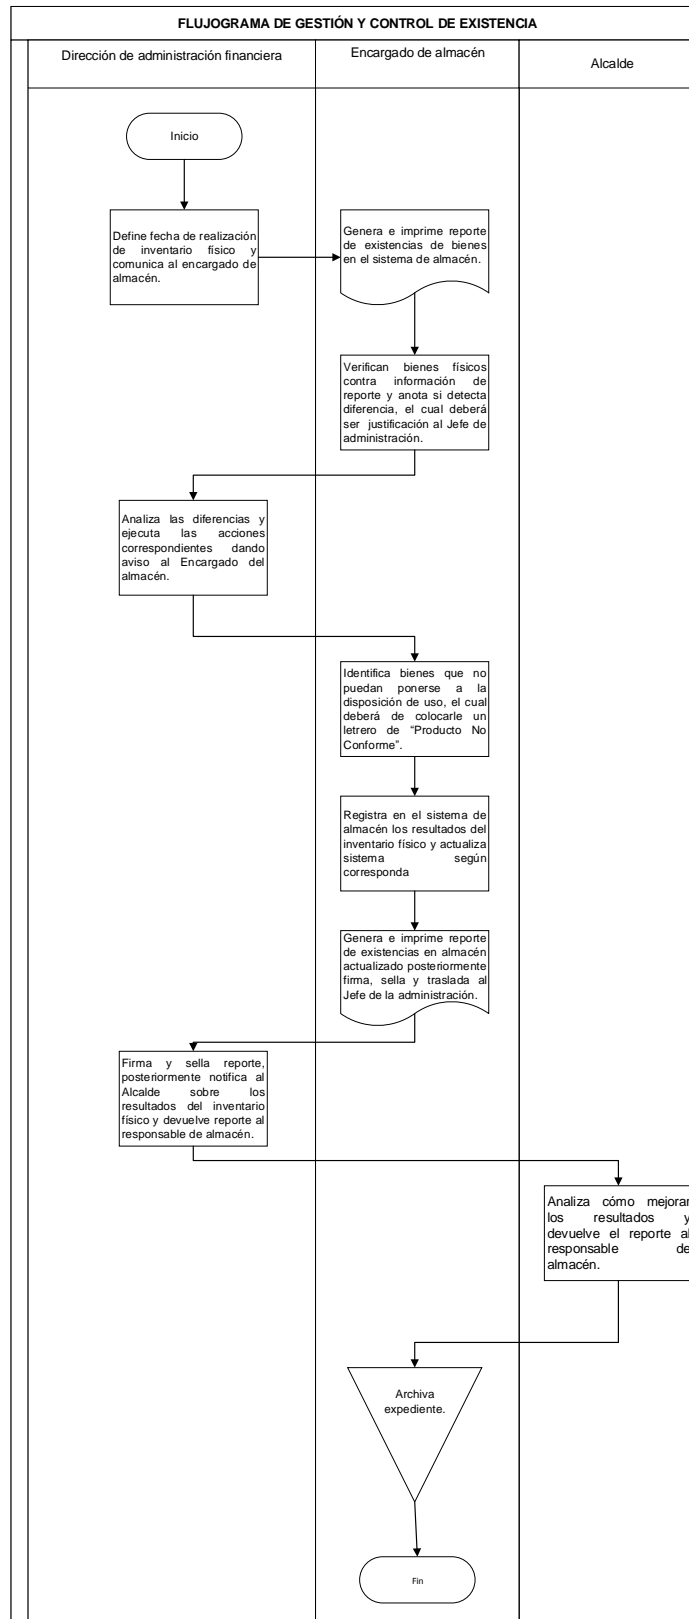 FLUJOGRAMA DE GESTIÓN Y CONTROL DE EXISTENCIA
Dirección de administración financiera
Encargado de almacén
Alcalde
Inicio
Define fecha de realización
de inventario físico y
comunica al encargado de
almacén.
Genera e imprime reporte
de existencias de bienes
en el sistema de almacén.
Verifican bienes físicos
contra información de
reporte y anota si detecta
diferencia, el cual deberá
ser justificación al Jefe de
administración.
Analiza las diferencias y
ejecuta las acciones
correspondientes dando
aviso al Encargado del
almacén.
Identifica bienes que no
puedan ponerse a la
disposición de uso, el cual
deberá de colocarle un
letrero de “Producto No
Conforme”.
Registra en el sistema de
almacén los resultados del
inventario físico y actualiza
sistema según
corresponda
Genera e imprime reporte
de existencias en almacén
actualizado posteriormente
firma, sella y traslada al
Jefe de la administración.
Firma y sella reporte,
posteriormente notifica al
Alcalde sobre los
resultados del inventario
físico y devuelve reporte al
responsable de almacén.
Analiza cómo mejorar
los resultados y
devuelve el reporte al
responsable de
almacén.
Archiva
expediente.
Fin